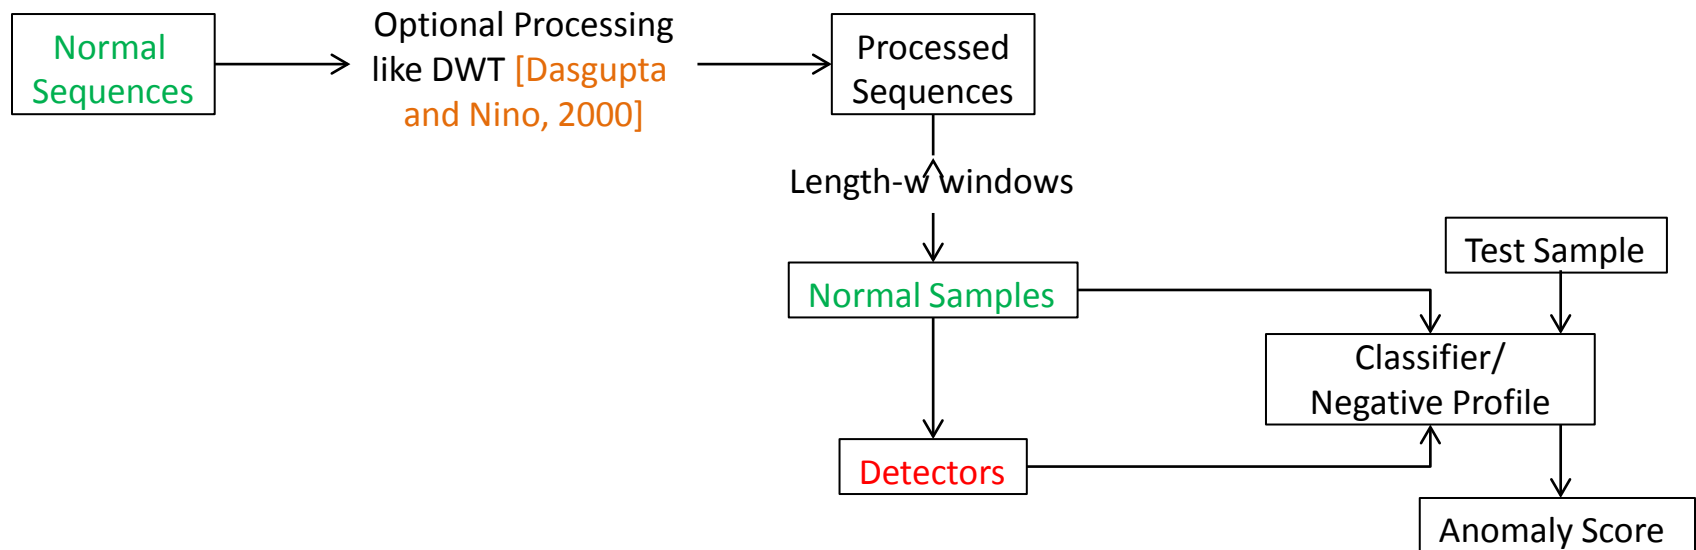 Normal
Sequences
Optional Processing
like DWT [Dasgupta
and Nino, 2000]
Processed
Sequences
Length-w windows
Normal Samples
Test Sample
Classifier/
Negative Profile
Detectors
Anomaly Score